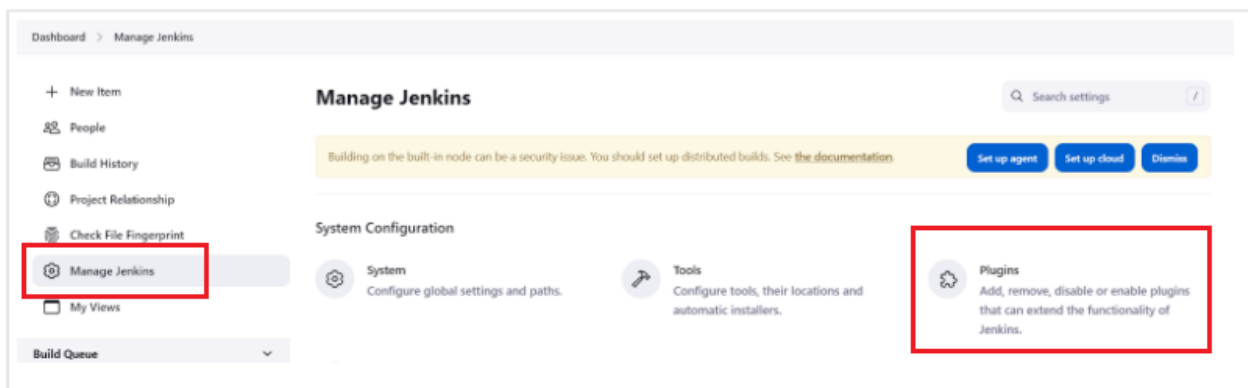 Dashboard > Manage Jenkins
New Item
People
Build History
Project Relationship
Check File Fingerprint
Manage Jenkins
My Views
Build Queue
Manage Jenkins
Search settings /
Building on the built-in node can be a security issue. You should set up distributed builds. See the documentation.
Set up agent Set up cloud Dismiss
System Configuration
System
Configure global settings and paths.
Tools
Configure tools, their locations and
automatic installers.
Plugins
Add, remove, disable or enable plugins
that can extend the functionality of
Jenkins.